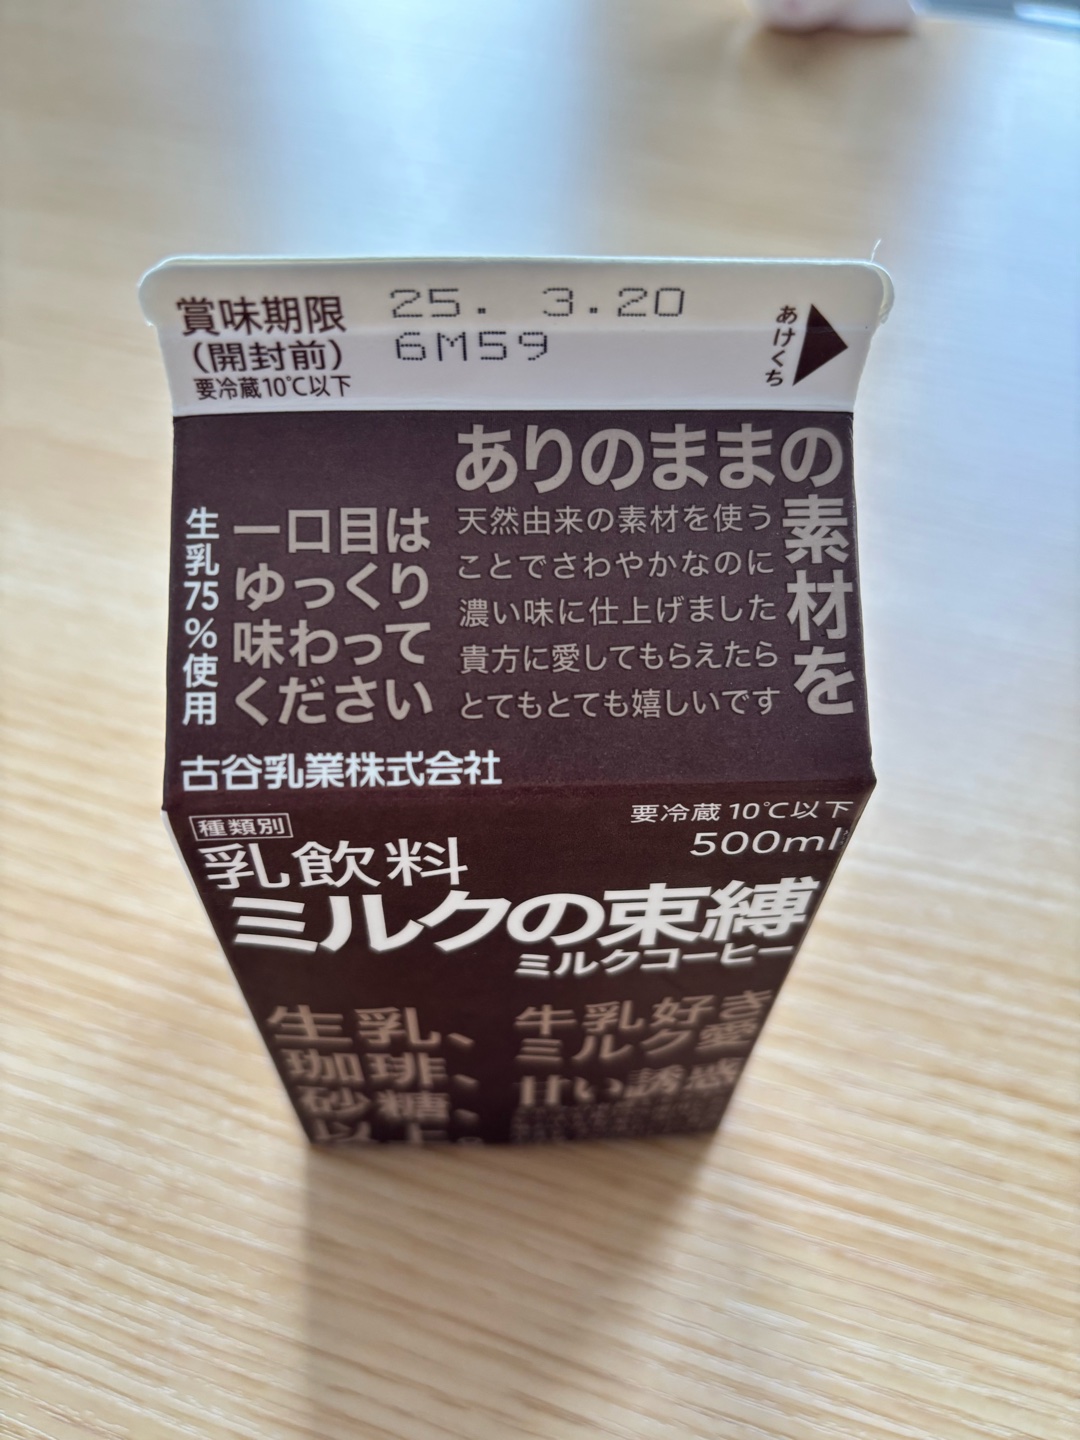 賞味期限
(開封前)
要冷蔵10℃以下
25. 3.20
6M59
あけくち
ありのままの
素材を
天然由来の素材を使う
ことでさわやかなのに
濃い味に仕上げました
貴方に愛してもらえたら
とてもとても嬉しいです
一口目は
ゆっくり
味わって
ください
生乳75%使用
古谷乳業株式会社
要冷蔵10℃以下
500ml
種類別
乳飲料
ミルクの束縛
ミルクコーヒー
生乳、
珈琲、
砂糖、
以上。
牛乳好き
ミルク愛
甘い誘惑